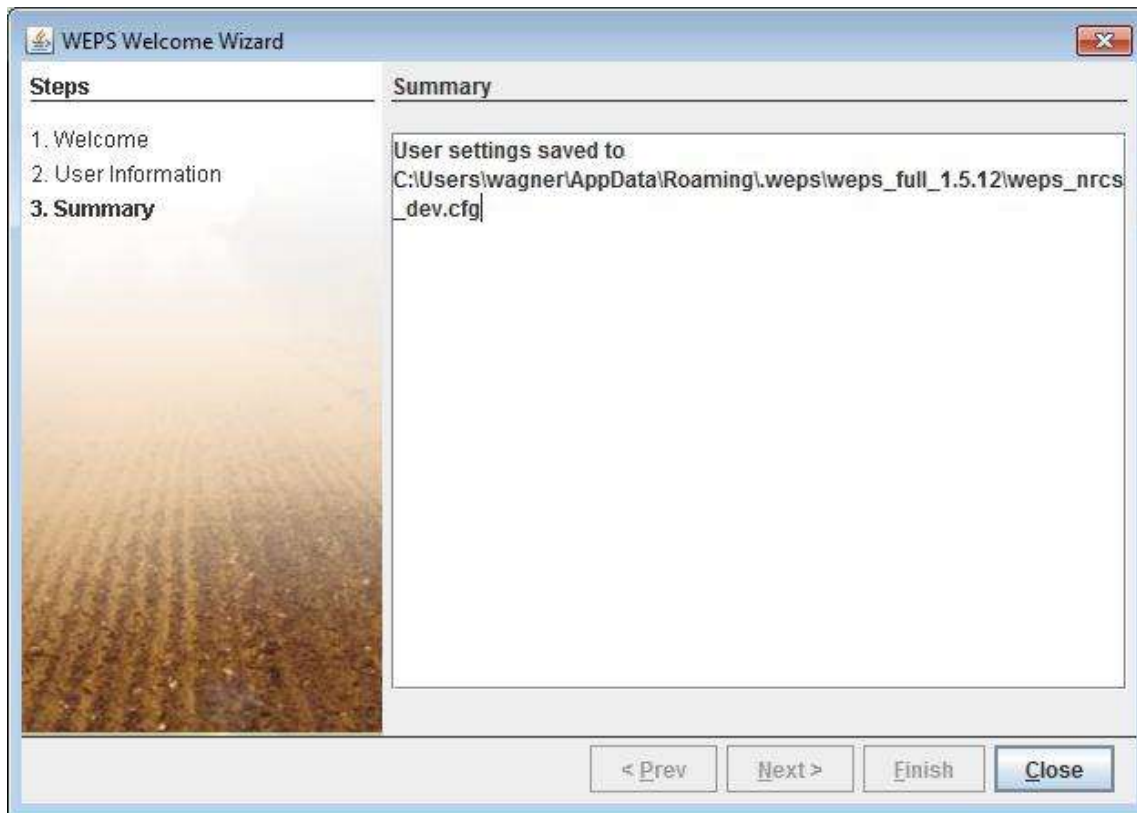 WEPS Welcome Wizard
Steps
1. Welcome
2. User Information
3. Summary
Summary
User settings saved to
C:\Users\wagner\AppData\Roaming\.weps\weps_full_1.5.12\weps_nrcs
_dev.cfg
< Prev
Next >
Finish
Close